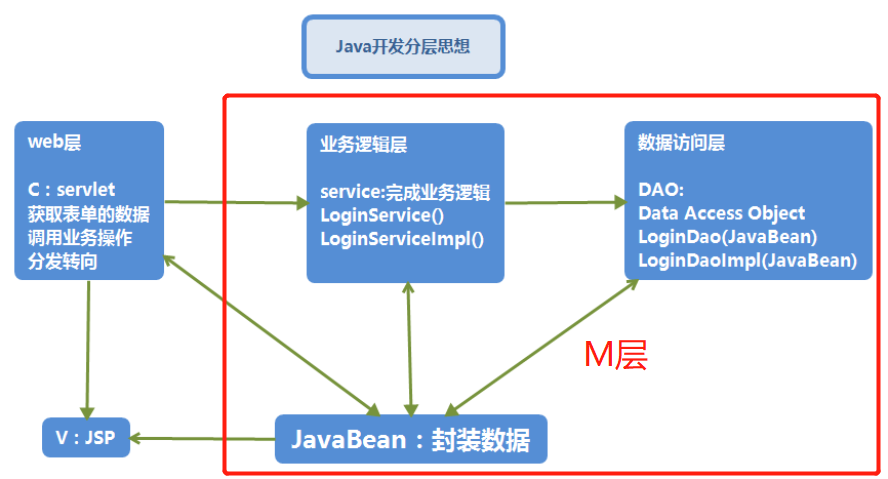 Java开发分层思想
web层
C：servlet
获取表单的数据
调用业务操作
分发转向
业务逻辑层
service:完成业务逻辑
LoginService()
LoginServiceImpl()
数据访问层
DAO:
Data Access Object
LoginDao(JavaBean)
LoginDaoImpl(JavaBean)
M层
V：JSP
JavaBean：封装数据